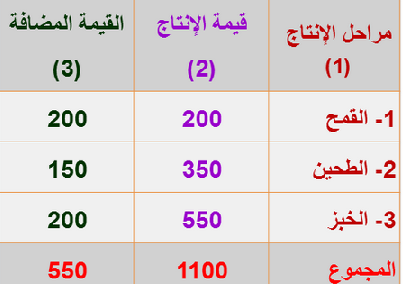 مراحل الإنتاج قيمة الإنتاج القيمة المضافة
(1) (2) (3)
1- القمح 200 200
2- الطحين 350 150
3- الخبز 550 200
المجموع 1100 550